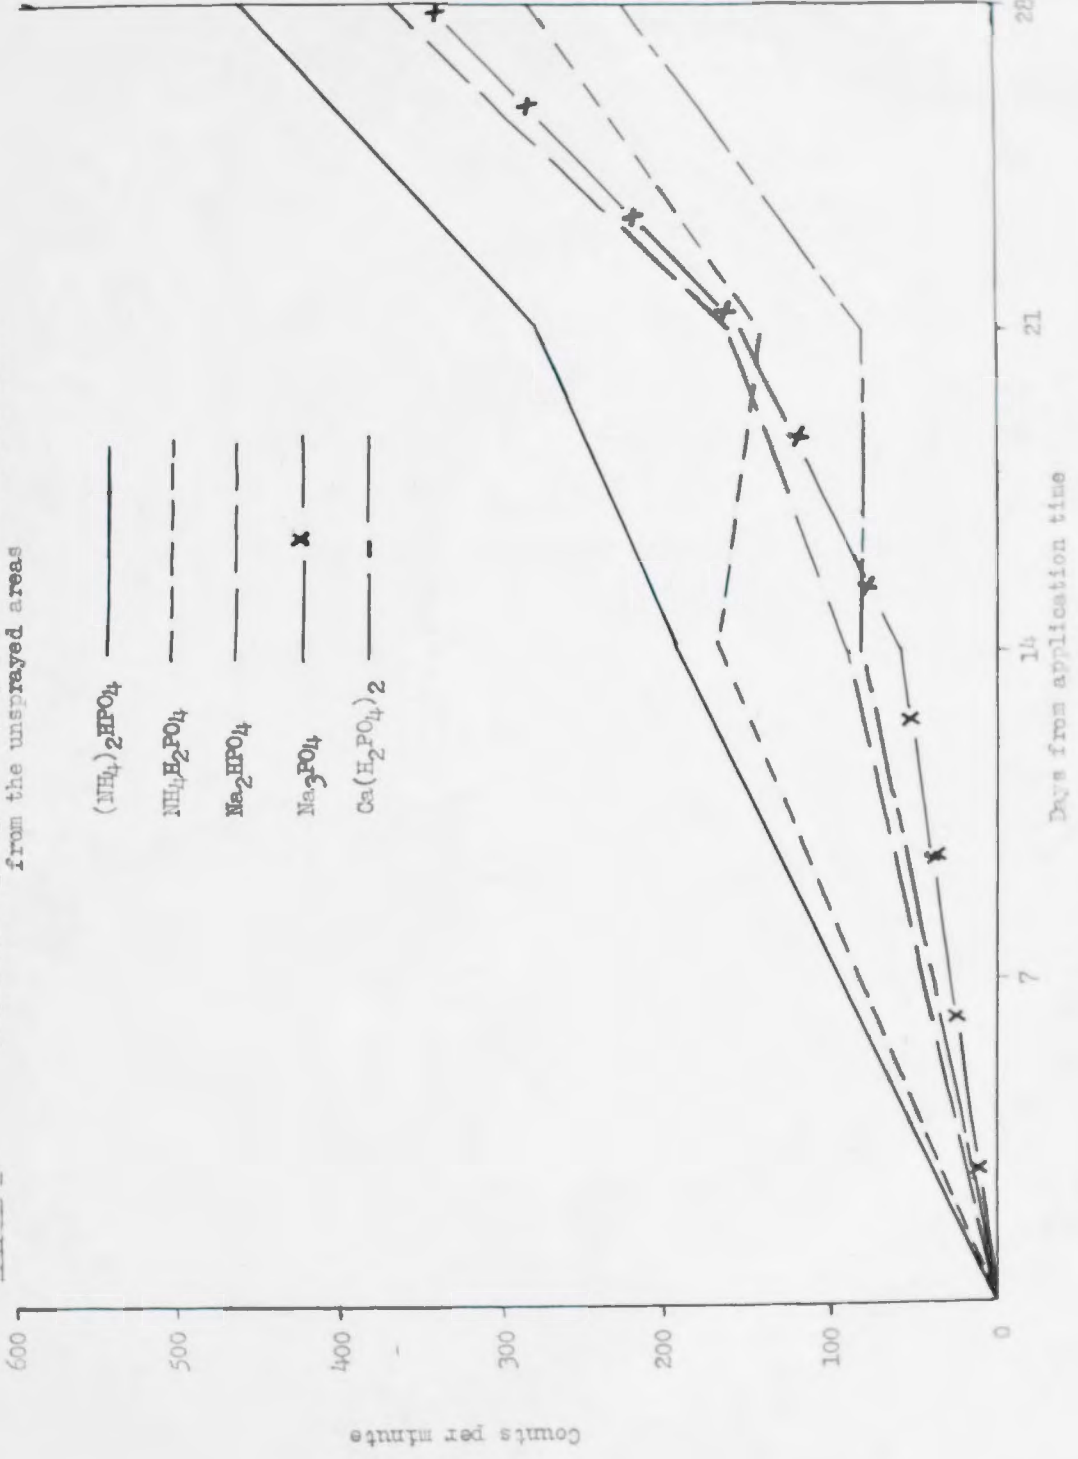 from the unsprayed areas
(NH4)2HPO4
NH4H2PO4
Na2HPO4
Na3PO4
Ca(H2PO4)2
600
500
400
300
200
100
0
Counts per minute
7
14
21
28
Days from application time